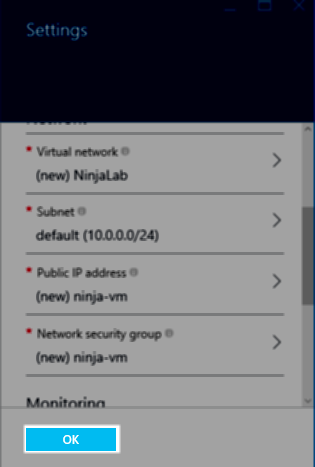 Settings
Network
* Virtual network
(new) NinjaLab
* Subnet
default (10.0.0.0/24)
* Public IP address
(new) ninja-vm
* Network security group
(new) ninja-vm
Monitoring
OK